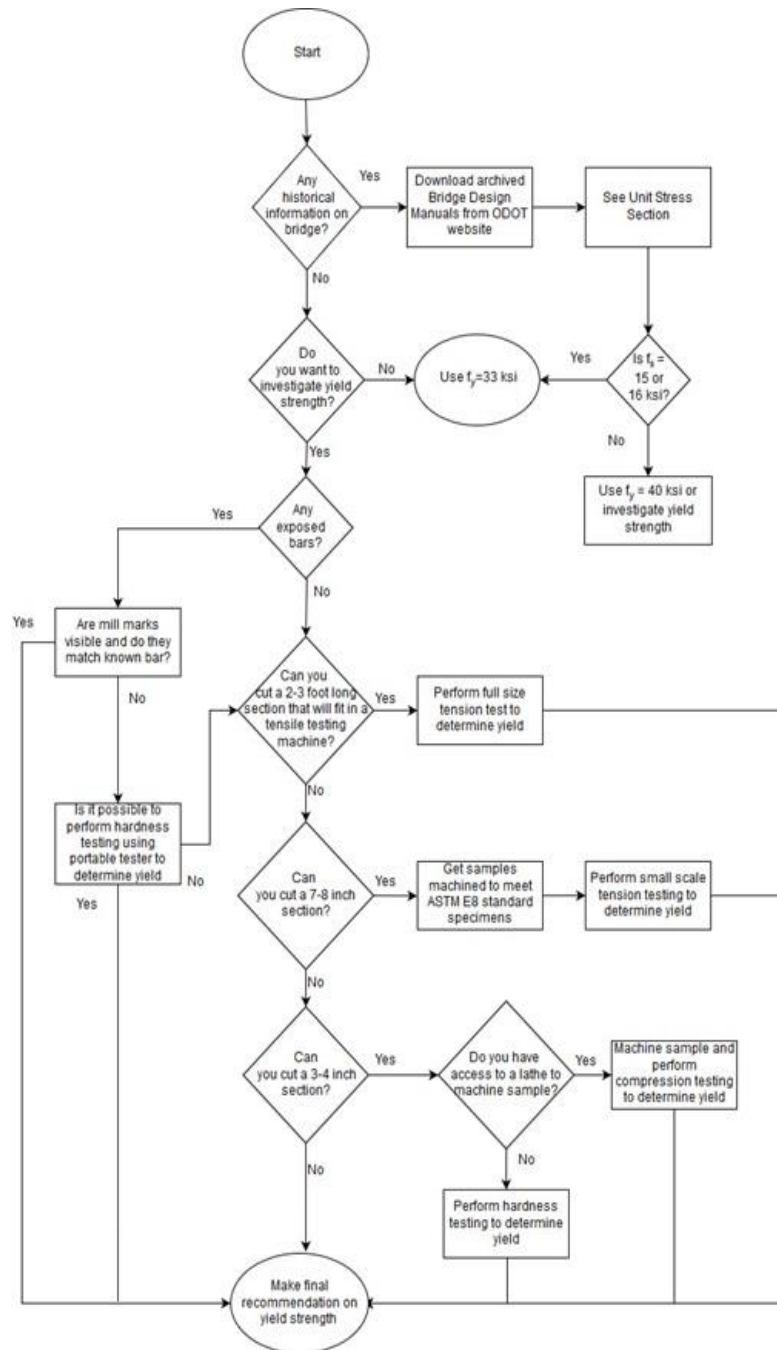 Start
Any
historical
information on
bridge?
Yes
Download archived
Bridge Design
Manuals from ODOT
website
See Unit Stress
Section
No
Do
you want to
investigate yield
strength?
No
Use fy=33 ksi
Yes
Is fs =
15 or
16 ksi?
No
Use fy = 40 ksi or
investigate yield
strength
Yes
Any
exposed
bars?
Yes
No
Yes
Are mill marks
visible and do they
match known bar?
No
Can you
cut a 2-3 foot long
section that will fit in a
tensile testing
machine?
Yes
Perform full size
tension test to
determine yield
No
Is it possible to
perform hardness
testing using
portable tester to
determine yield
No
Yes
Can
you cut a 7-8 inch
section?
Yes
Get samples
machined to meet
ASTM E8 standard
specimens
Perform small scale
tension testing to
determine yield
No
Can
you cut a 3-4 inch
section?
Yes
Do you have
access to a lathe to
machine sample?
Yes
Machine sample and
perform
compression testing
to determine yield
No
No
Perform hardness
testing to determine
yield
Make final
recommendation on
yield strength